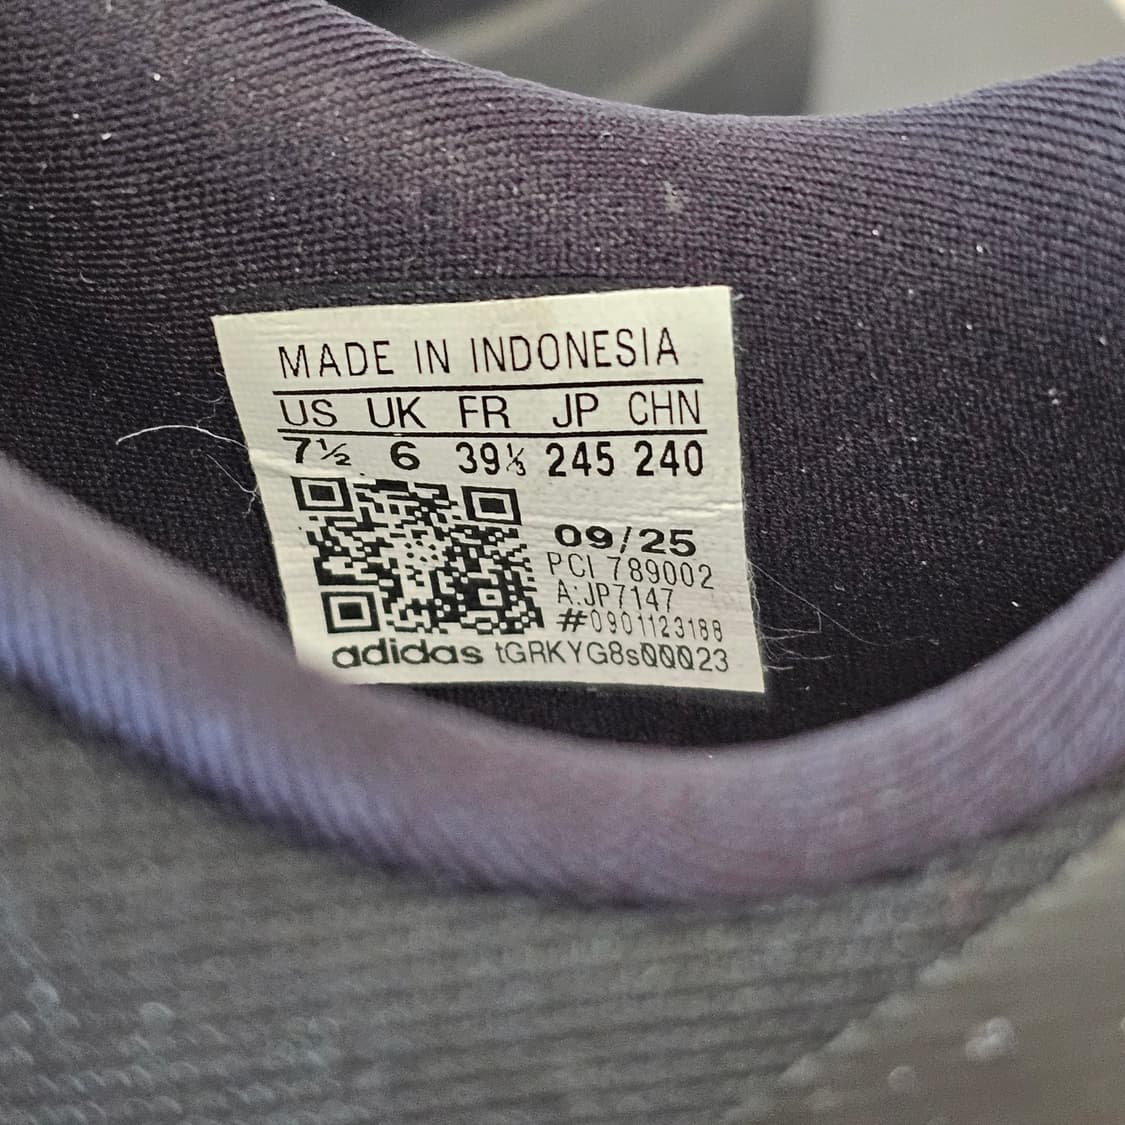 MADE IN INDONESIA
US UK FR JP CHN
7½ 6 39⅓ 245 240
09/25
PCI 789002
A:JP7147
#0901123188
adidas tGRKYG8s00023